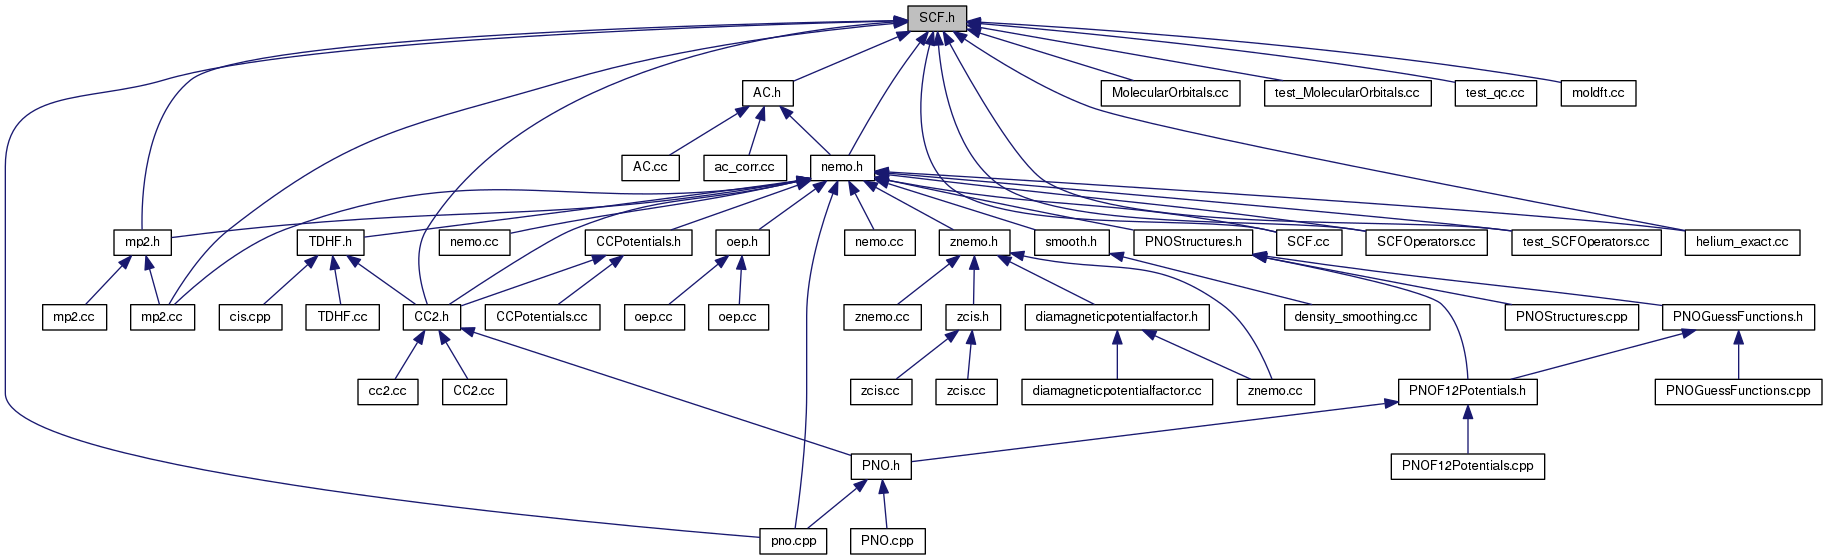 SCF.h
AC.h
MolecularOrbitals.cc
test_MolecularOrbitals.cc
test_qc.cc
moldft.cc
AC.cc
ac_corr.cc
nemo.h
mp2.h
TDHF.h
nemo.cc
CCPotentials.h
oep.h
nemo.cc
znemo.h
smooth.h
PNOStructures.h
SCF.cc
SCFOperators.cc
test_SCFOperators.cc
helium_exact.cc
mp2.cc
mp2.cc
cis.cpp
TDHF.cc
CC2.h
CCPotentials.cc
oep.cc
oep.cc
znemo.cc
zcis.h
diamagneticpotentialfactor.h
density_smoothing.cc
PNOStructures.cpp
PNOGuessFunctions.h
cc2.cc
CC2.cc
zcis.cc
zcis.cc
diamagneticpotentialfactor.cc
znemo.cc
PNOF12Potentials.h
PNOGuessFunctions.cpp
PNO.h
PNOF12Potentials.cpp
pno.cpp
PNO.cpp